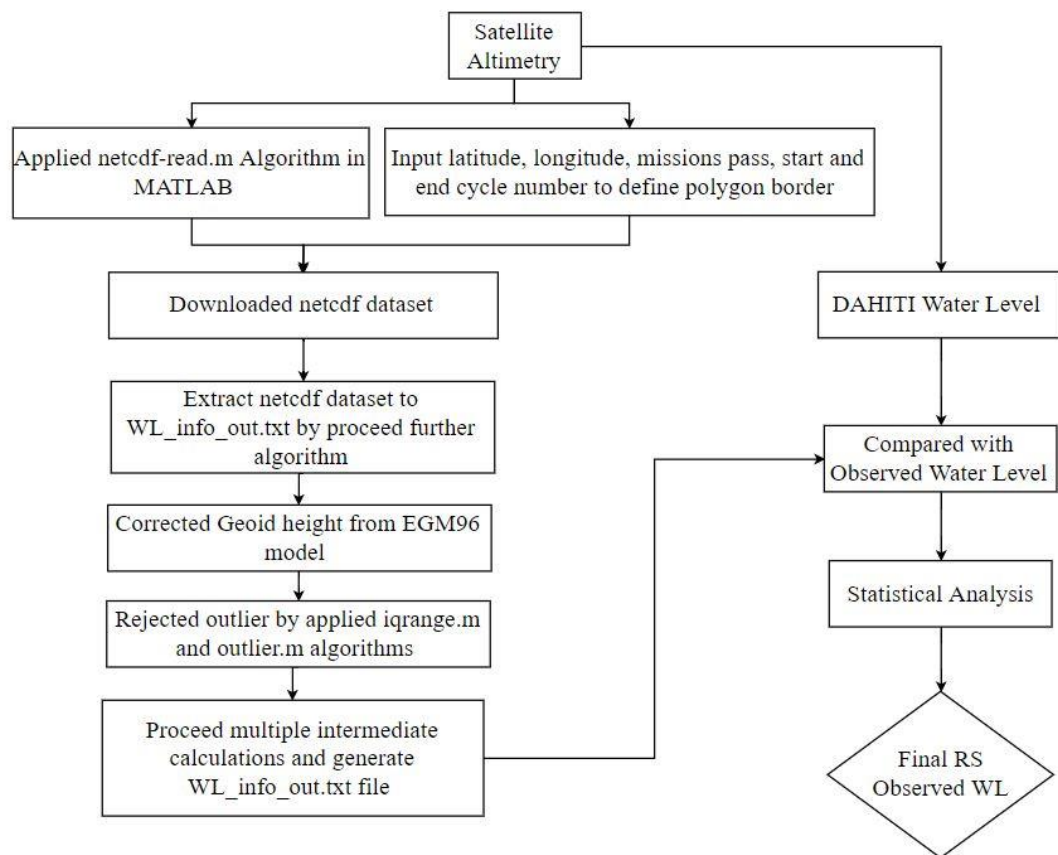 Satellite
Altimetry
Applied netcdf-read.m Algorithm in
MATLAB
Input latitude, longitude, missions pass, start and
end cycle number to define polygon border
Downloaded netcdf dataset
DAHITI Water Level
Extract netcdf dataset to
WL_info_out.txt by proceed further
algorithm
Compared with
Observed Water Level
Corrected Geoid height from EGM96
model
Statistical Analysis
Rejected outlier by applied iqrange.m
and outlier.m algorithms
Proceed multiple intermediate
calculations and generate
WL_info_out.txt file
Final RS
Observed WL